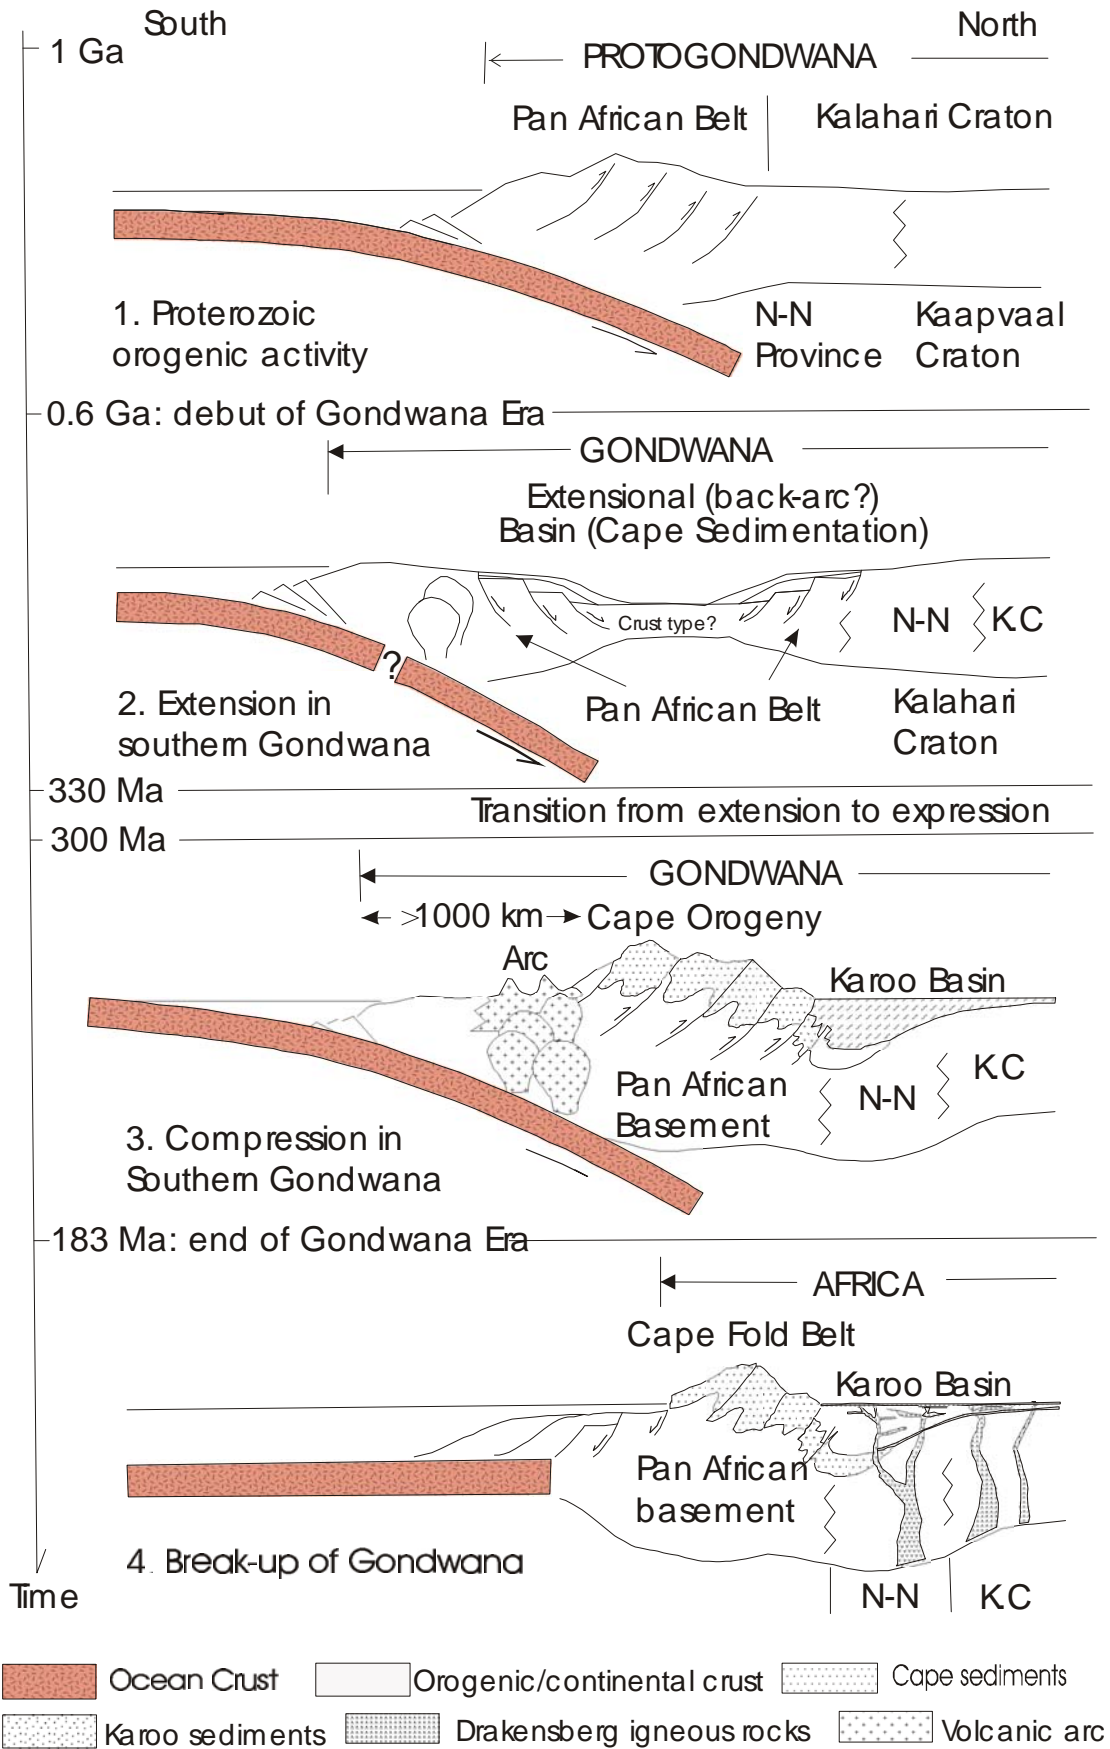 South
North
1 Ga
PROTOGONDWANA
Pan African Belt
Kalahari Craton
1. Proterozoic
orogenic activity
N-N
Province
Kaapvaal
Craton
0.6 Ga: debut of Gondwana Era
GONDWANA
Extensional (back-arc?)
Basin (Cape Sedimentation)
Crust type?
N-N
K.C
?
2. Extension in
southern Gondwana
Pan African Belt
Kalahari
Craton
330 Ma
Transition from extension to expression
300 Ma
GONDWANA
>1000 km
Cape Orogeny
Arc
Karoo Basin
Pan African
Basement
N-N
K.C
3. Compression in
Southern Gondwana
183 Ma: end of Gondwana Era
AFRICA
Cape Fold Belt
Karoo Basin
Pan African
basement
4. Break-up of Gondwana
Time
N-N
K.C
Ocean Crust
Orogenic/continental crust
Cape sediments
Karoo sediments
Drakensberg igneous rocks
Volcanic arc